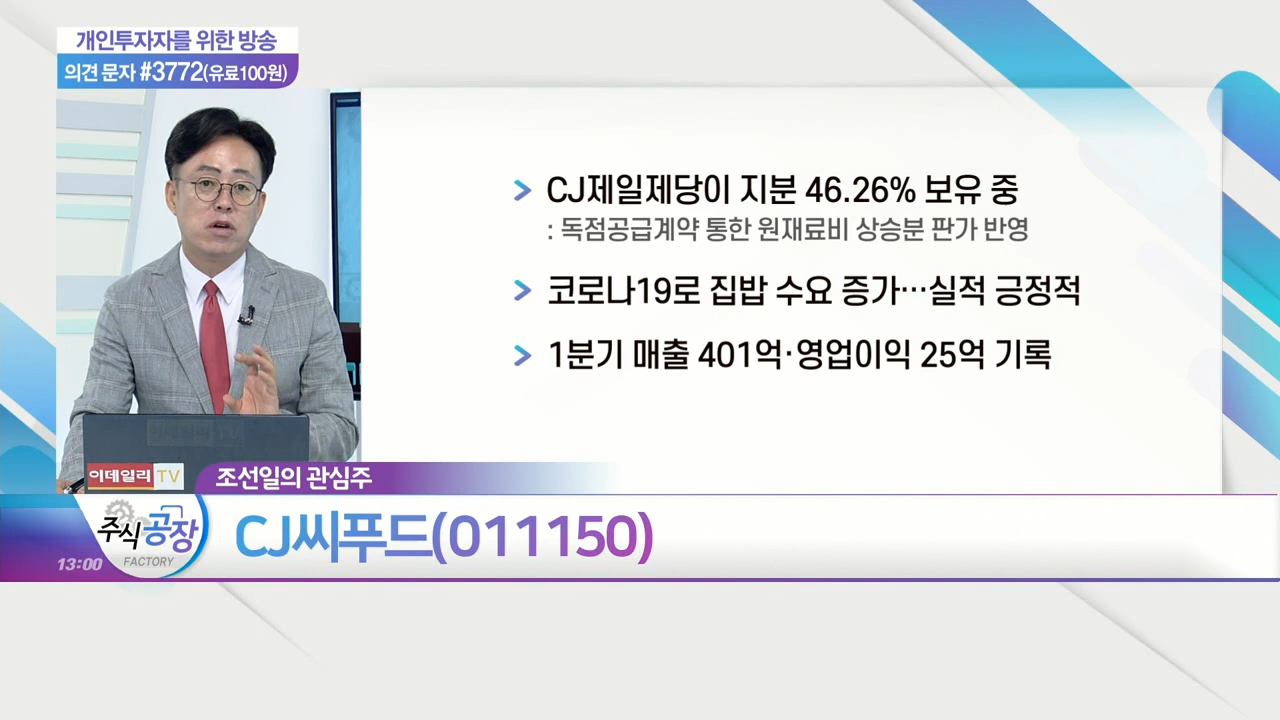 개인투자자를 위한 방송
의견 문자 #3772(유료100원)
> CJ제일제당이 지분 46.26% 보유 중
: 독점공급계약 통한 원재료비 상승분 판가 반영
> 코로나19로 집밥 수요 증가…실적 긍정적
> 1분기 매출 401억·영업이익 25억 기록
이데일리 TV
이데일리TV
조선일의 관심주
주식공장
FACTORY
13:00
CJ씨푸드(011150)